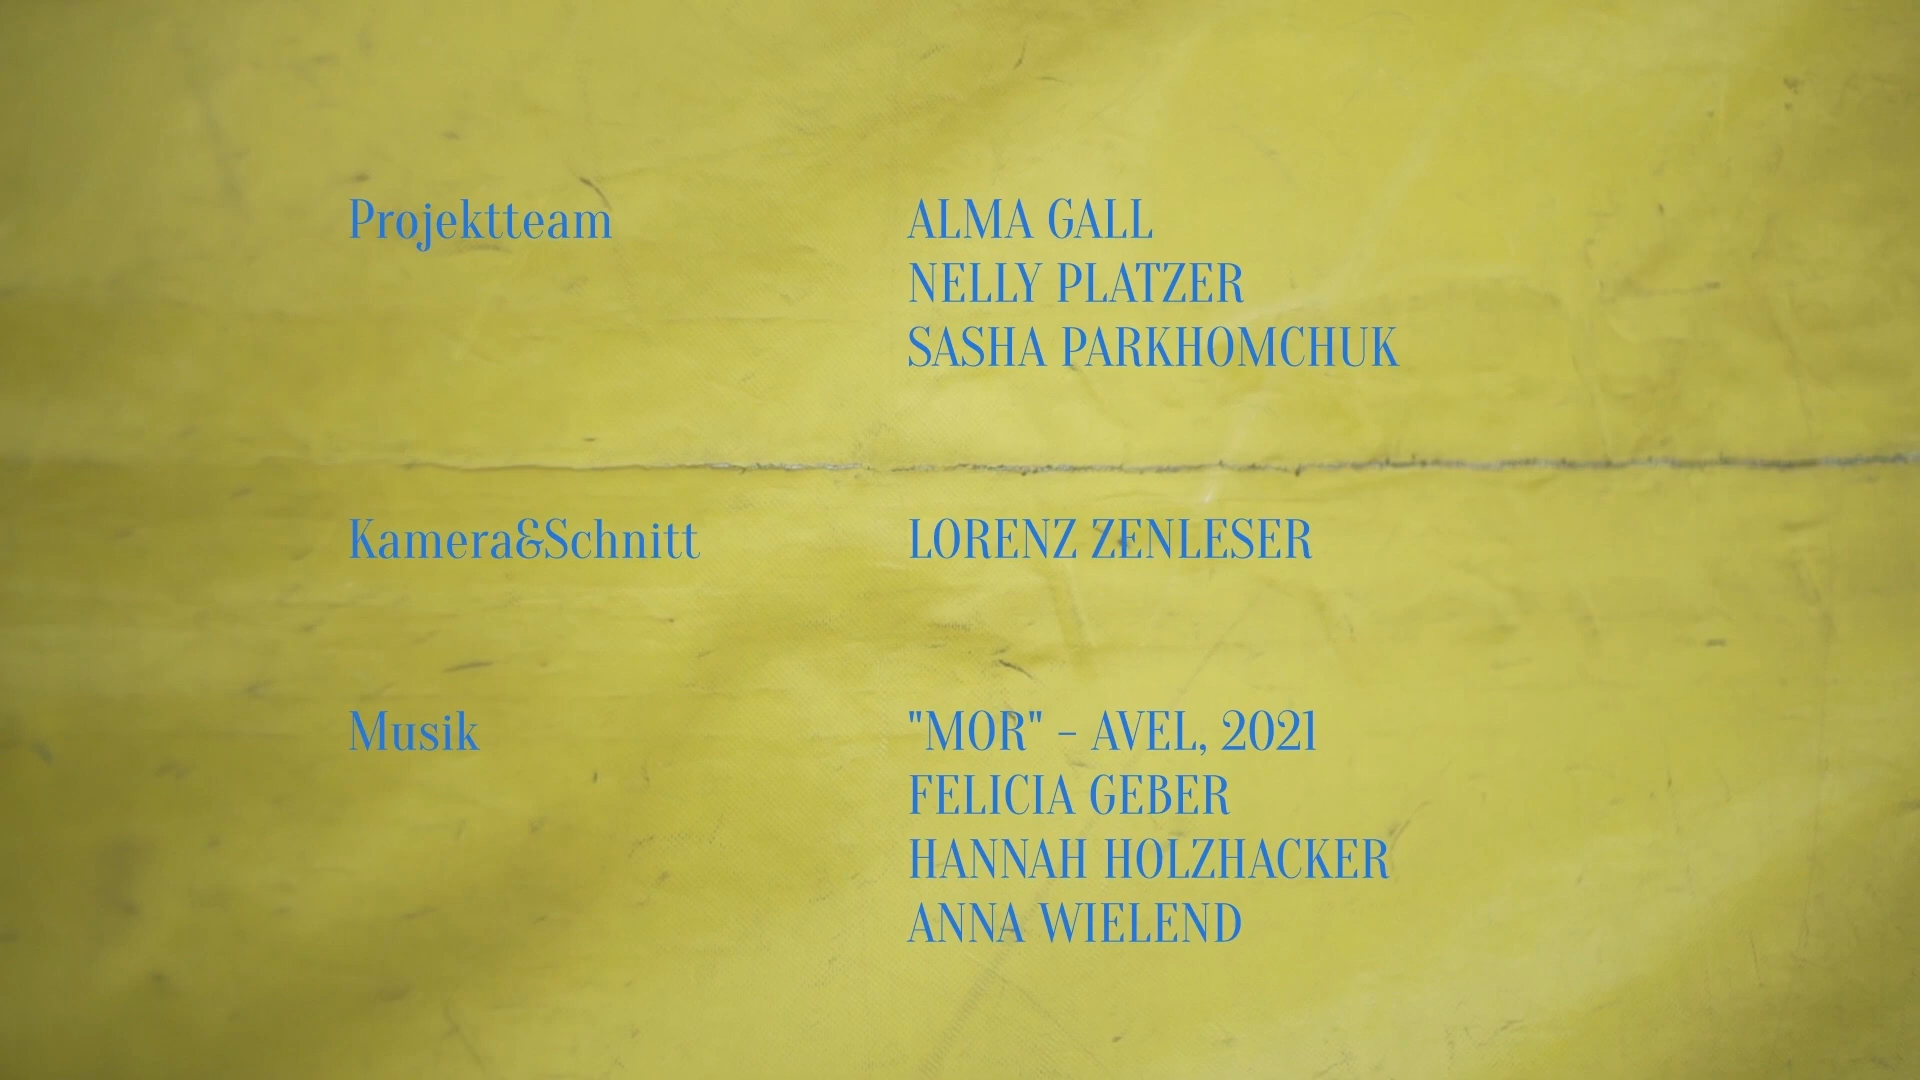 Projektteam ALMA GALL
NELLY PLATZER
SASHA PARKHOMCHUK
Kamera&Schnitt LORENZ ZENLESER
Musik "MOR" - AVEL, 2021
FELICIA GEBER
HANNAH HOLZHACKER
ANNA WIELEND